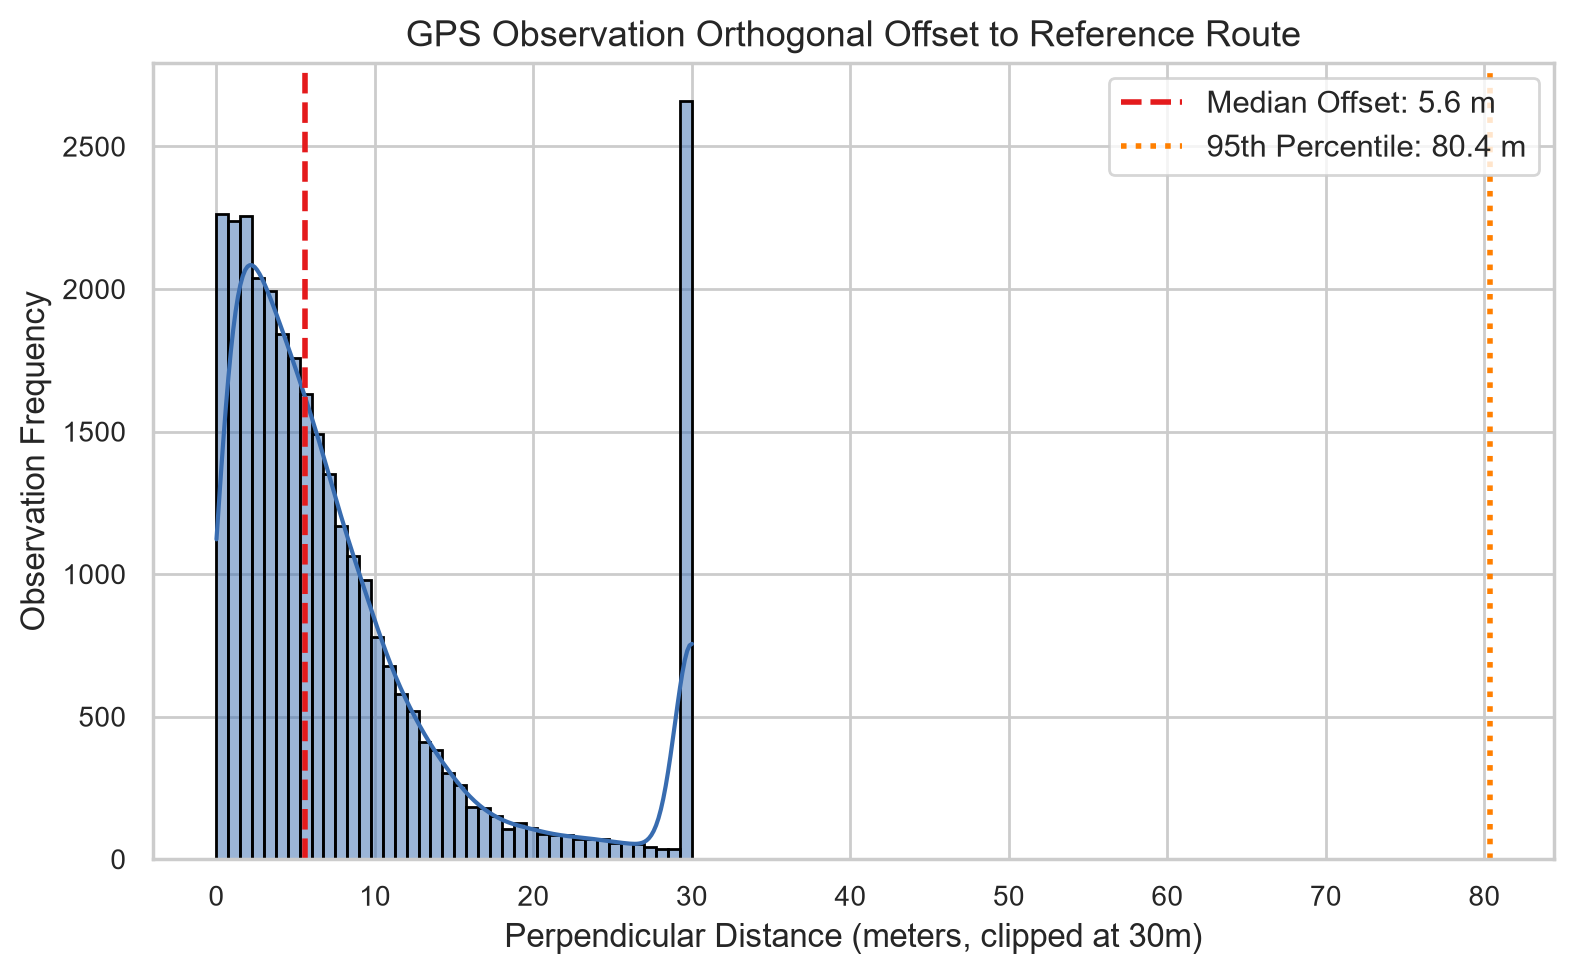 GPS Observation Orthogonal Offset to Reference Route
Median Offset: 5.6 m
95th Percentile: 80.4 m
Observation Frequency
2500
2000
1500
1000
500
0
0 10 20 30 40 50 60 70 80
Perpendicular Distance (meters, clipped at 30m)